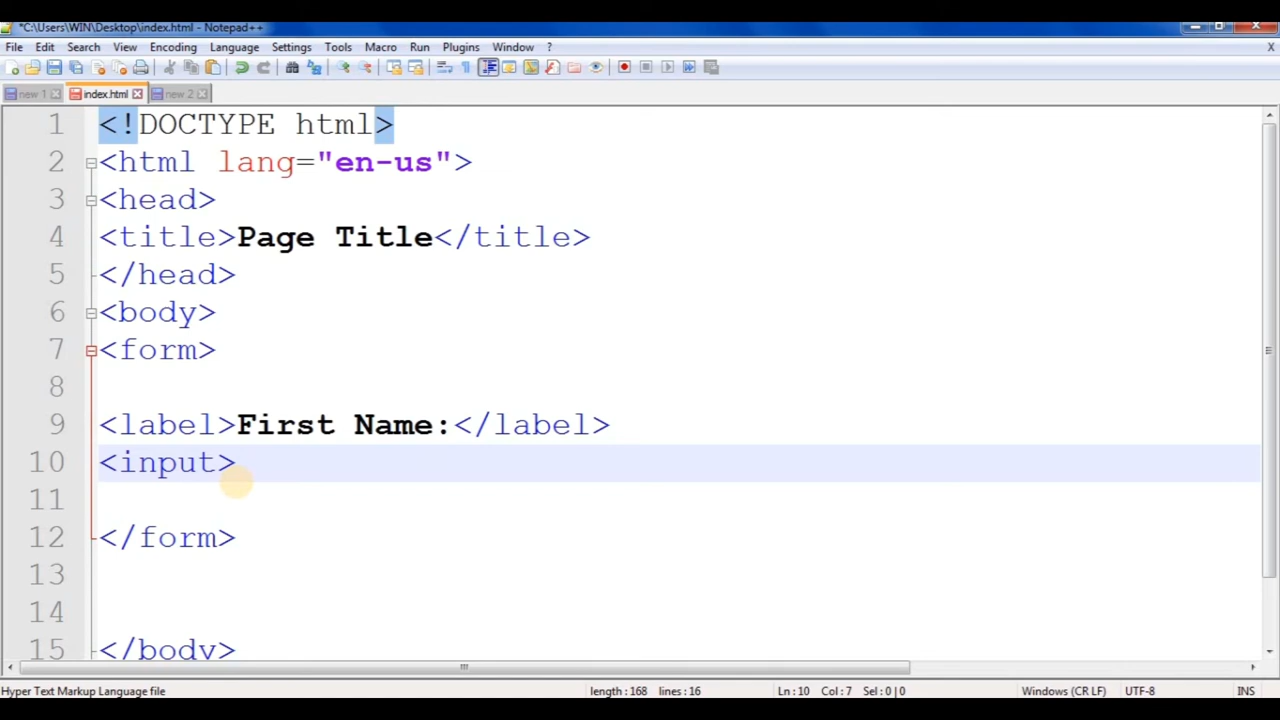 *C:\Users\WIN\Desktop\index.html - Notepad++
File Edit Search View Encoding Language Settings Tools Macro Run Plugins Window ? X
new 1 index.html new 2
1 <!DOCTYPE html>
2 <html lang="en-us">
3 <head>
4 <title>Page Title</title>
5 </head>
6 <body>
7 <form>
8
9 <label>First Name:</label>
10 <input>
11
12 </form>
13
14
15 </body>
Hyper Text Markup Language file length : 168 lines : 16 Ln : 10 Col : 7 Sel : 0 | 0 Windows (CR LF) UTF-8 INS